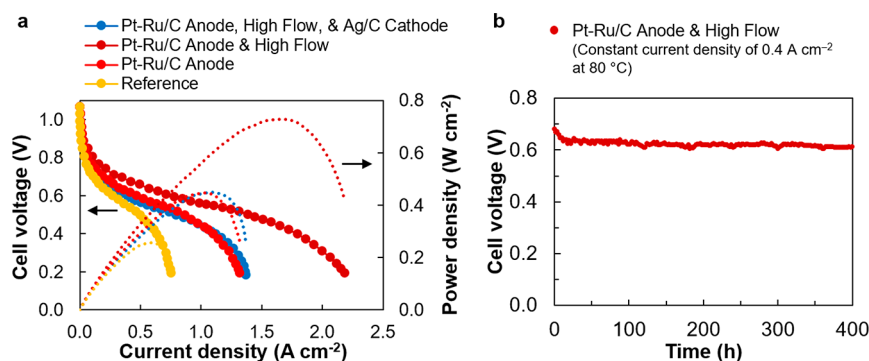 a
Pt-Ru/C Anode, High Flow, & Ag/C Cathode
Pt-Ru/C Anode & High Flow
Pt-Ru/C Anode
Reference
Cell voltage (V)
1.0
0.8
0.6
0.4
0.2
0.0
0.0 0.5 1.0 1.5 2.0 2.5
Current density (A cm⁻²)
0.8
0.6
0.4
0.2
0.0
Power density (W cm⁻²)
b
Pt-Ru/C Anode & High Flow
(Constant current density of 0.4 A cm⁻²
at 80 °C)
Cell voltage (V)
0.8
0.6
0.4
0.2
0.0
0 100 200 300 400
Time (h)